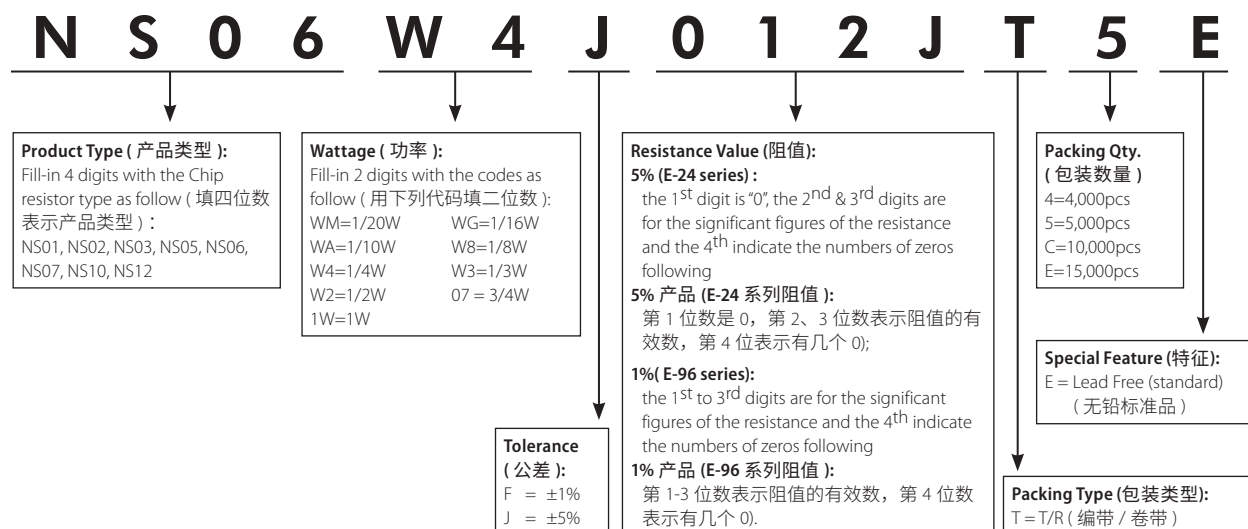 N S 0 6 W 4 J 0 1 2 J T 5 E
Product Type ( 产品类型 ):
Fill-in 4 digits with the Chip
resistor type as follow ( 填四位数
表示产品类型 ) :
NS01, NS02, NS03, NS05, NS06,
NS07, NS10, NS12
Wattage ( 功率 ):
Fill-in 2 digits with the codes as
follow ( 用下列代码填二位数 ):
WM=1/20W WG=1/16W
WA=1/10W W8=1/8W
W4=1/4W W3=1/3W
W2=1/2W 07 = 3/4W
1W=1W
Tolerance
( 公差 ):
F = ±1%
J = ±5%
Resistance Value (阻值):
5% (E-24 series) :
the 1st digit is “0”, the 2nd & 3rd digits are
for the significant figures of the resistance
and the 4th indicate the numbers of zeros
following
5% 产品 (E-24 系列阻值 ):
第 1 位数是 0，第 2、3 位数表示阻值的有
效数，第 4 位表示有几个 0);
1%( E-96 series):
the 1st to 3rd digits are for the significant
figures of the resistance and the 4th indicate
the numbers of zeros following
1% 产品 (E-96 系列阻值 ):
第 1-3 位数表示阻值的有效数，第 4 位数
表示有几个 0).
Packing Qty.
( 包装数量 )
4=4,000pcs
5=5,000pcs
C=10,000pcs
E=15,000pcs
Special Feature (特征):
E = Lead Free (standard)
( 无铅标准品 )
Packing Type (包装类型):
T = T/R ( 编带 / 卷带 )